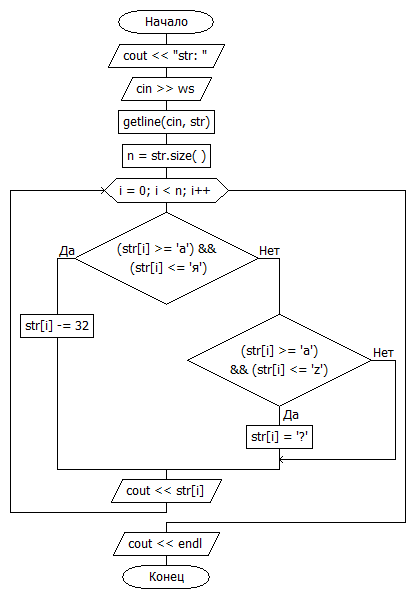 Начало
cout << "str: "
cin >> ws
getline(cin, str)
n = str.size( )
i = 0; i < n; i++
Да
(str[i] >= 'а') &&
(str[i] <= 'я')
Нет
str[i] -= 32
(str[i] >= 'a')
&& (str[i] <= 'z')
Нет
Да
str[i] = '?'
cout << str[i]
cout << endl
Конец